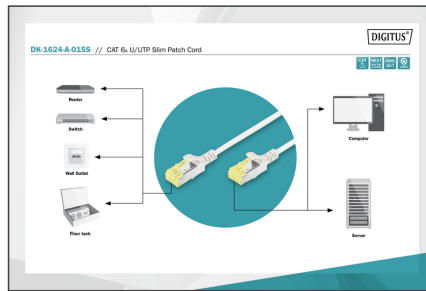 DIGITUS®
DK-1624-A-015S // CAT 6A U/UTP Slim Patch Cord
Router
Switch
Wall Outlet
Floor tank
Computer
Server